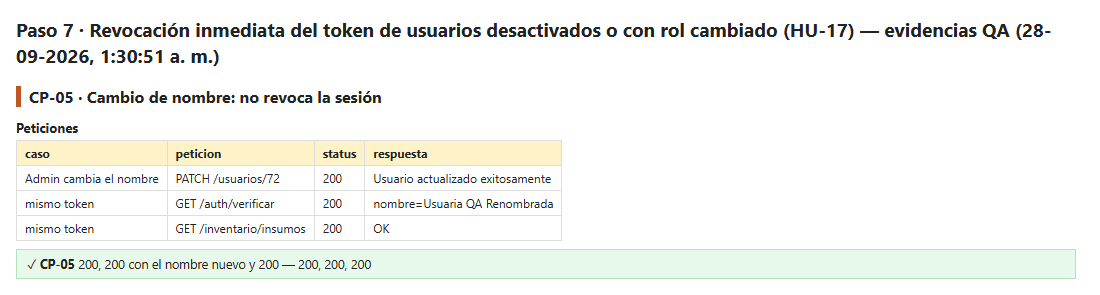 Paso 7 · Revocación inmediata del token de usuarios desactivados o con rol cambiado (HU-17) — evidencias QA (28-
09-2026, 1:30:51 a. m.)
CP-05 · Cambio de nombre: no revoca la sesión
Peticiones
caso peticion status respuesta
Admin cambia el nombre PATCH /usuarios/72 200 Usuario actualizado exitosamente
mismo token GET /auth/verificar 200 nombre=Usuaria QA Renombrada
mismo token GET /inventario/insumos 200 OK
✓ CP-05 200, 200 con el nombre nuevo y 200 — 200, 200, 200